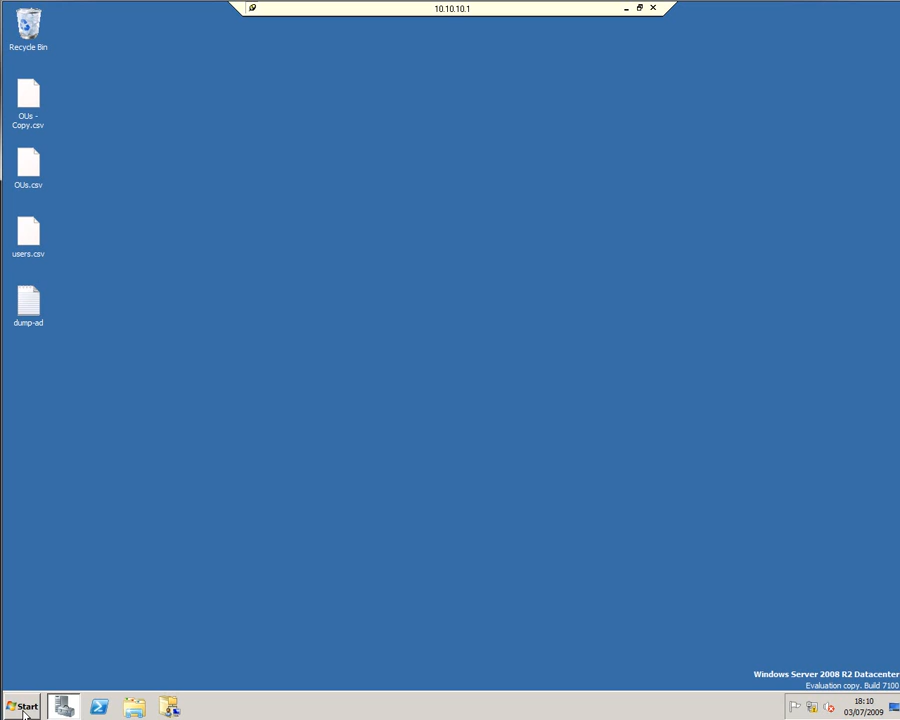 10.10.10.1
Recycle Bin
OUs -
Copy.csv
OUs.csv
users.csv
dump-ad
Windows Server 2008 R2 Datacenter
Evaluation copy. Build 7100
Start
18:10
03/07/2009